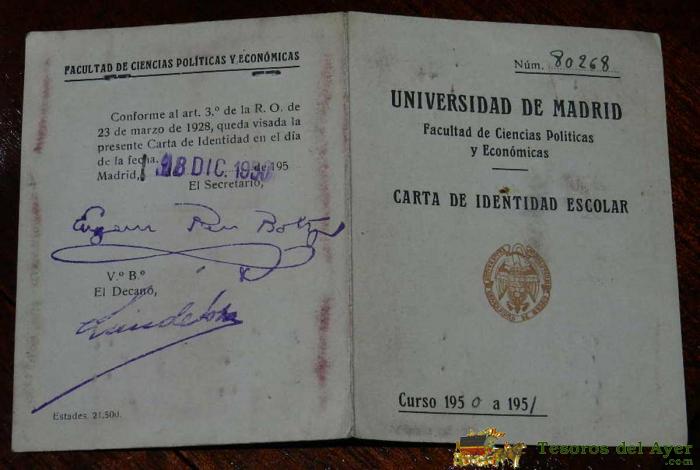 FACULTAD DE CIENCIAS POLÍTICAS Y ECONÓMICAS
Conforme al art. 3.º de la R. O. de
23 de marzo de 1928, queda visada la
presente Carta de Identidad en el día
de la fecha.
Madrid, 18 DIC. 1950 de 195
El Secretario,
V.º B.º
El Decano,
Estades. 21.500.
Núm. 80268
UNIVERSIDAD DE MADRID
Facultad de Ciencias Políticas
y Económicas
CARTA DE IDENTIDAD ESCOLAR
Curso 1950 a 1951
Tesoros del Ayer
.com